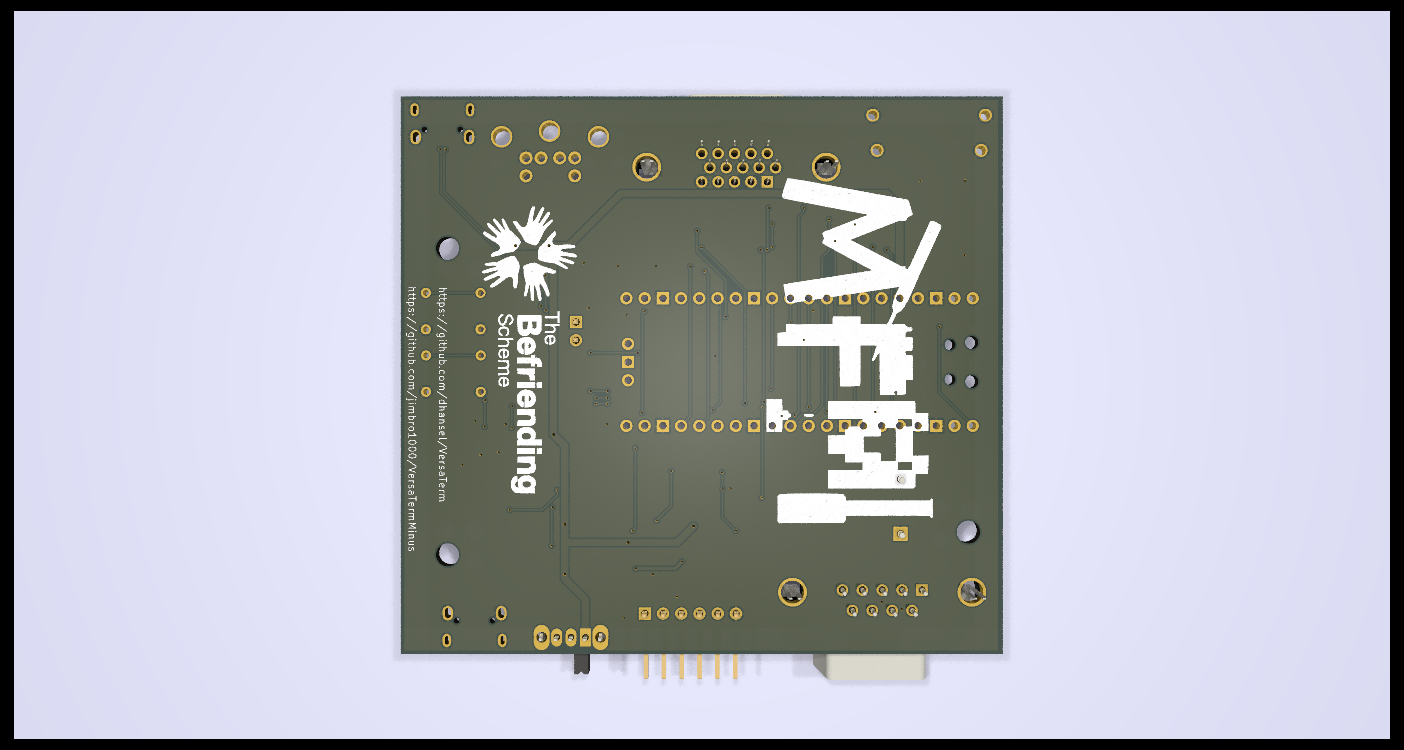 The
Befriending
Scheme
https://github.com/dhansel/VersaTerm
https://github.com/jimbro1000/VersaTermMinus